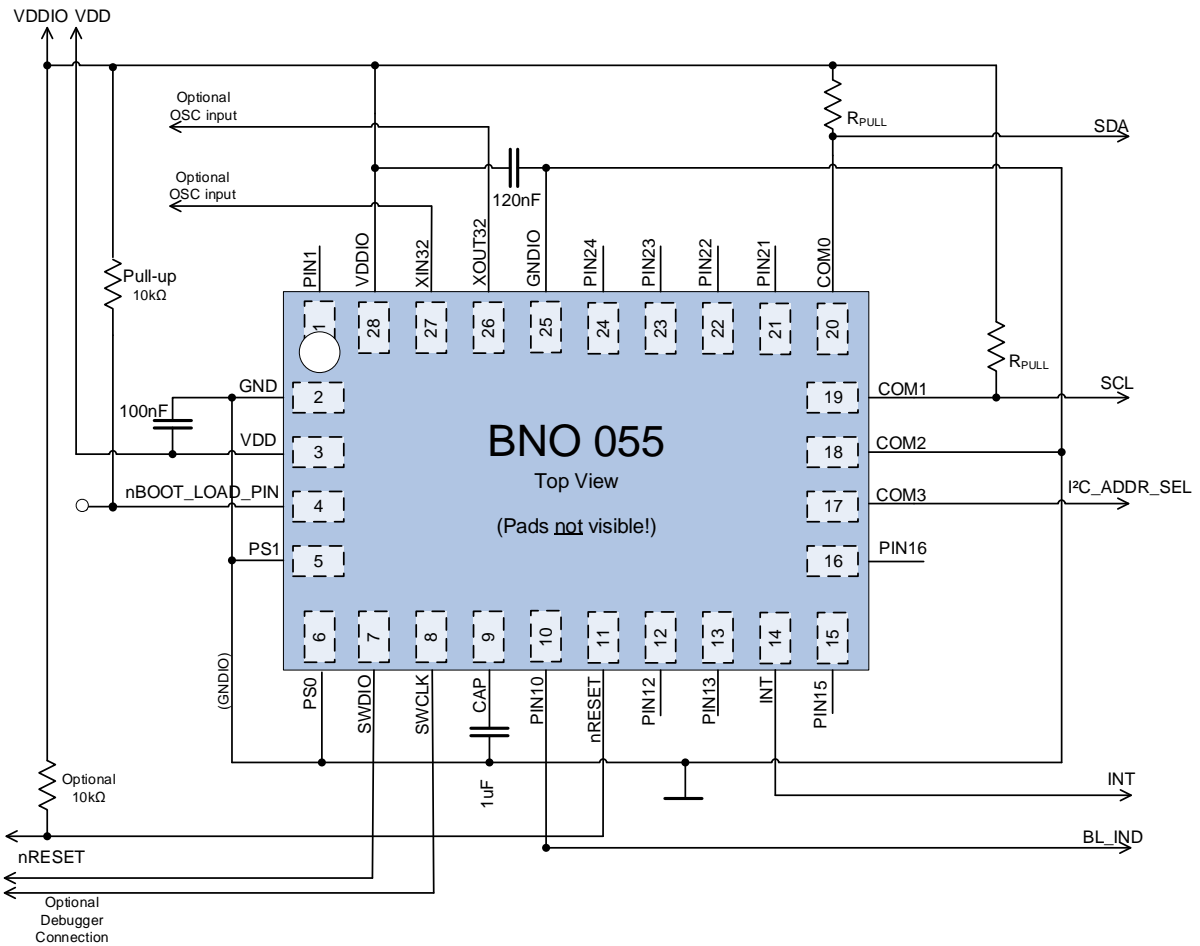 VDDIO VDD
Optional
OSC input
Optional
OSC input
RPULL
SDA
120nF
PIN1
VDDIO
XIN32
XOUT32
GNDIO
PIN24
PIN23
PIN22
PIN21
COM0
Pull-up
10kΩ
1
28
27
26
25
24
23
22
21
20
RPULL
GND
2
19
COM1
SCL
100nF
VDD
3
18
COM2
BNO 055
Top View
(Pads not visible!)
nBOOT_LOAD_PIN
4
17
COM3
I²C_ADDR_SEL
PS1
5
16
PIN16
6
7
8
9
10
11
12
13
14
15
(GNDIO)
PS0
SWDIO
SWCLK
CAP
PIN10
nRESET
PIN12
PIN13
INT
PIN15
Optional
10kΩ
1uF
INT
nRESET
BL_IND
Optional
Debugger
Connection